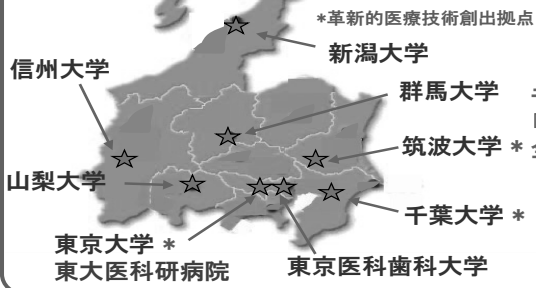 *革新的医療技術創出拠点
新潟大学
信州大学
群馬大学
筑波大学 *
山梨大学
千葉大学 *
東京大学 *
東大医科研病院
東京医科歯科大学